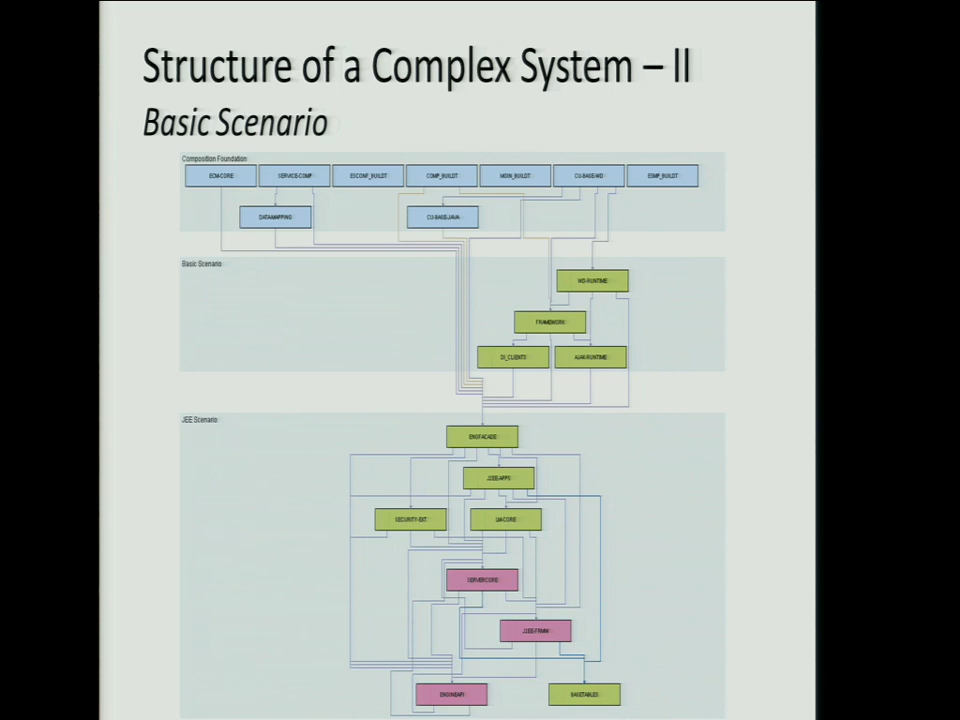 Structure of a Complex System – II
Basic Scenario
Composition Foundation
ECM-CORE SERVICE-COMP ESCONF_BUILDT COMP_BUILDT MOIN_BUILDT CU-BASE-WD ESMP_BUILDT
DATAMAPPING CU-BASE-JAVA
Basic Scenario
WD-RUNTIME
FRAMEWORK
DI_CLIENTS AJAX-RUNTIME
JEE Scenario
ENGFACADE
J2EE-APPS
SECURITY-EXT LM-CORE
SERVERCORE
J2EE-FRMW
ENGINEAPI BASETABLES